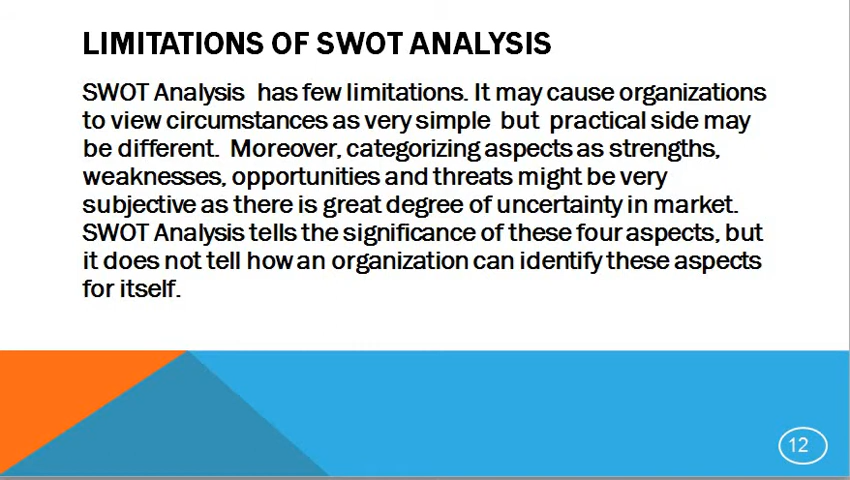 LIMITATIONS OF SWOT ANALYSIS
SWOT Analysis has few limitations. It may cause organizations
to view circumstances as very simple but practical side may
be different. Moreover, categorizing aspects as strengths,
weaknesses, opportunities and threats might be very
subjective as there is great degree of uncertainty in market.
SWOT Analysis tells the significance of these four aspects, but
it does not tell how an organization can identify these aspects
for itself.
12